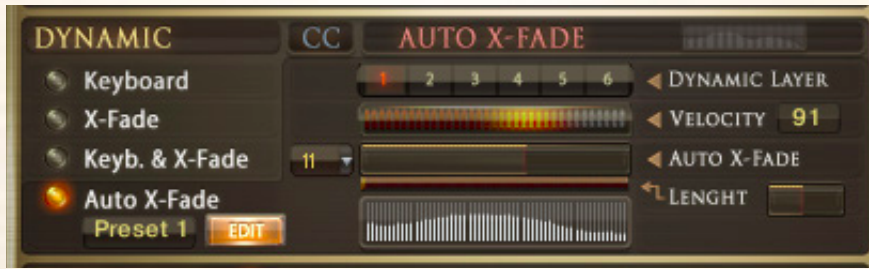 DYNAMIC CC AUTO X-FADE
Keyboard 1 2 3 4 5 6 DYNAMIC LAYER
X-Fade VELOCITY 91
Keyb. & X-Fade 11 AUTO X-FADE
Auto X-Fade LENGHT
Preset 1 EDIT